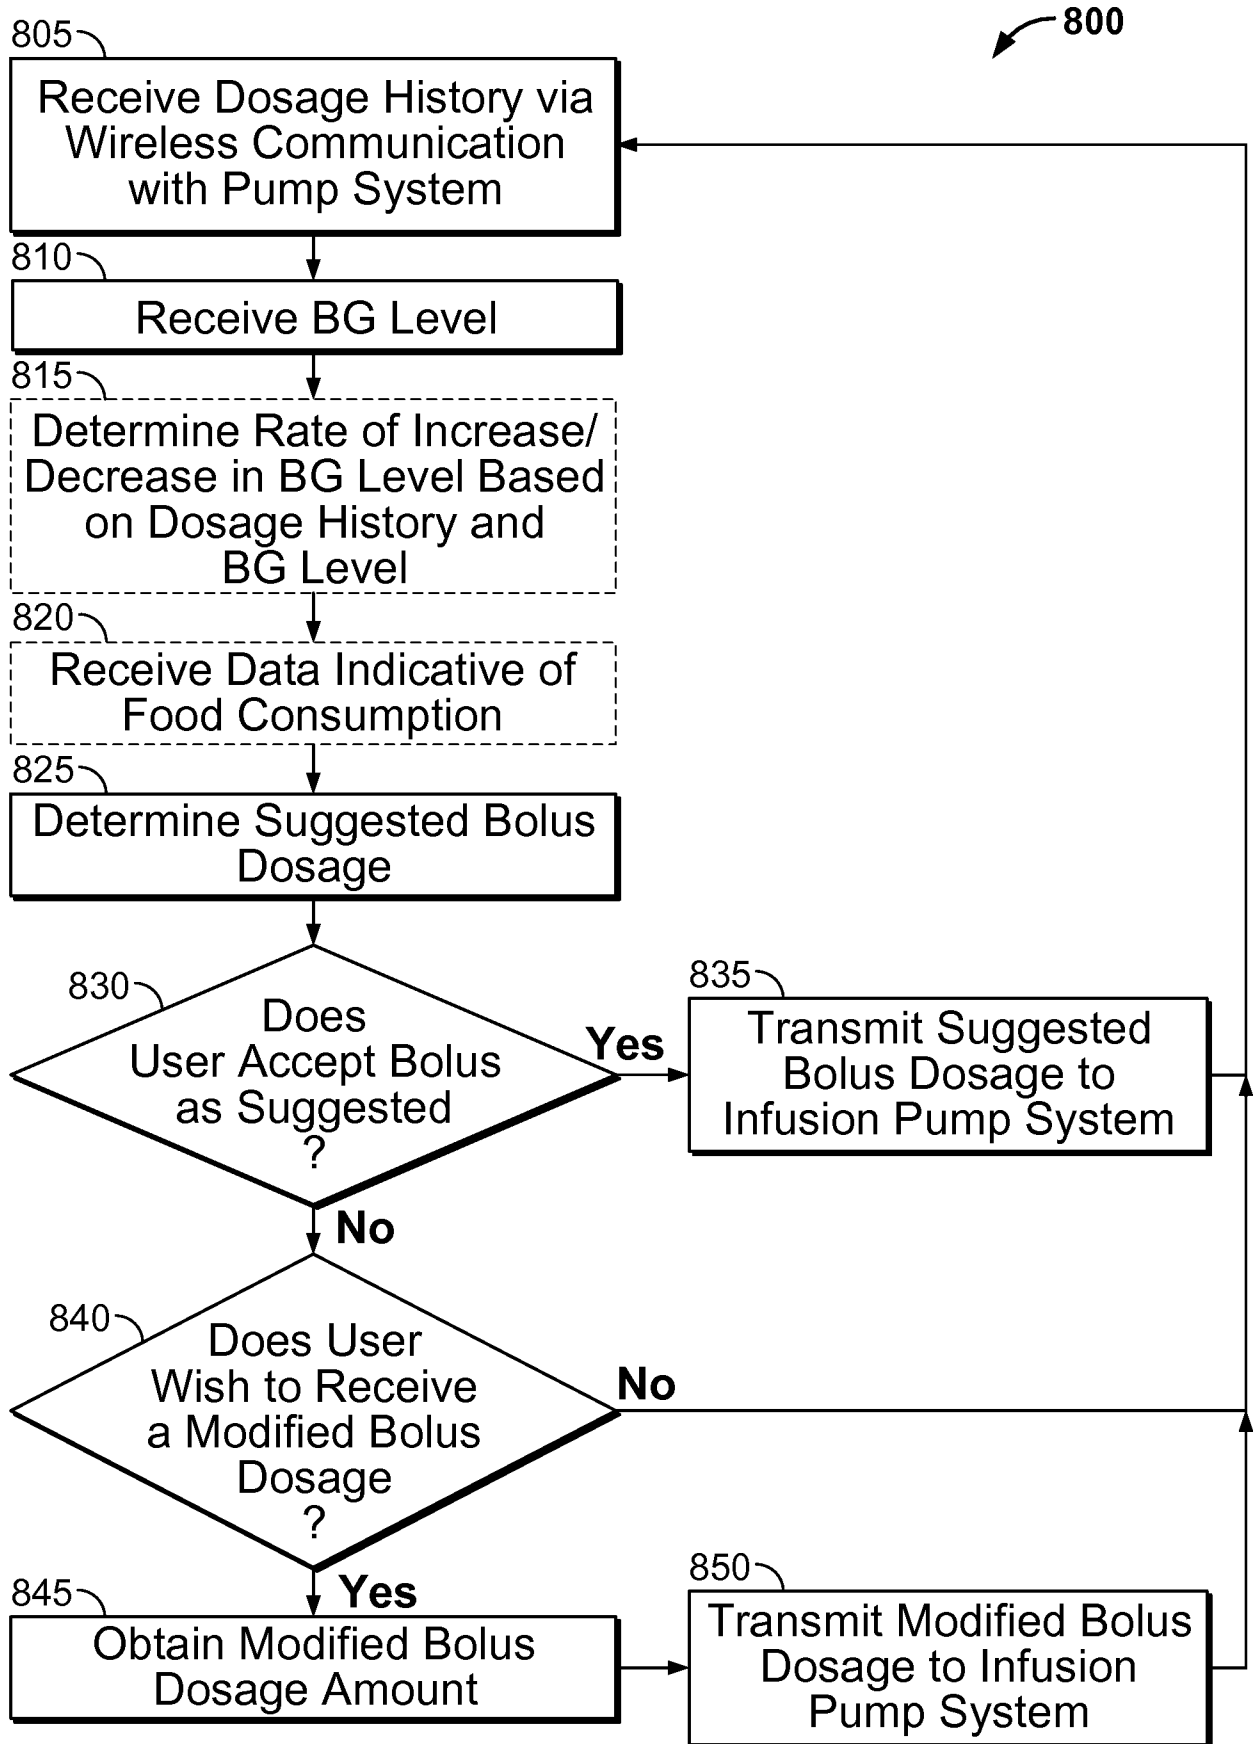 800
805
Receive Dosage History via
Wireless Communication
with Pump System
810
Receive BG Level
815
Determine Rate of Increase/
Decrease in BG Level Based
on Dosage History and
BG Level
820
Receive Data Indicative of
Food Consumption
825
Determine Suggested Bolus
Dosage
830
Does
User Accept Bolus
as Suggested
?
Yes
835
Transmit Suggested
Bolus Dosage to
Infusion Pump System
No
840
Does User
Wish to Receive
a Modified Bolus
Dosage
?
No
Yes
845
Obtain Modified Bolus
Dosage Amount
850
Transmit Modified Bolus
Dosage to Infusion
Pump System